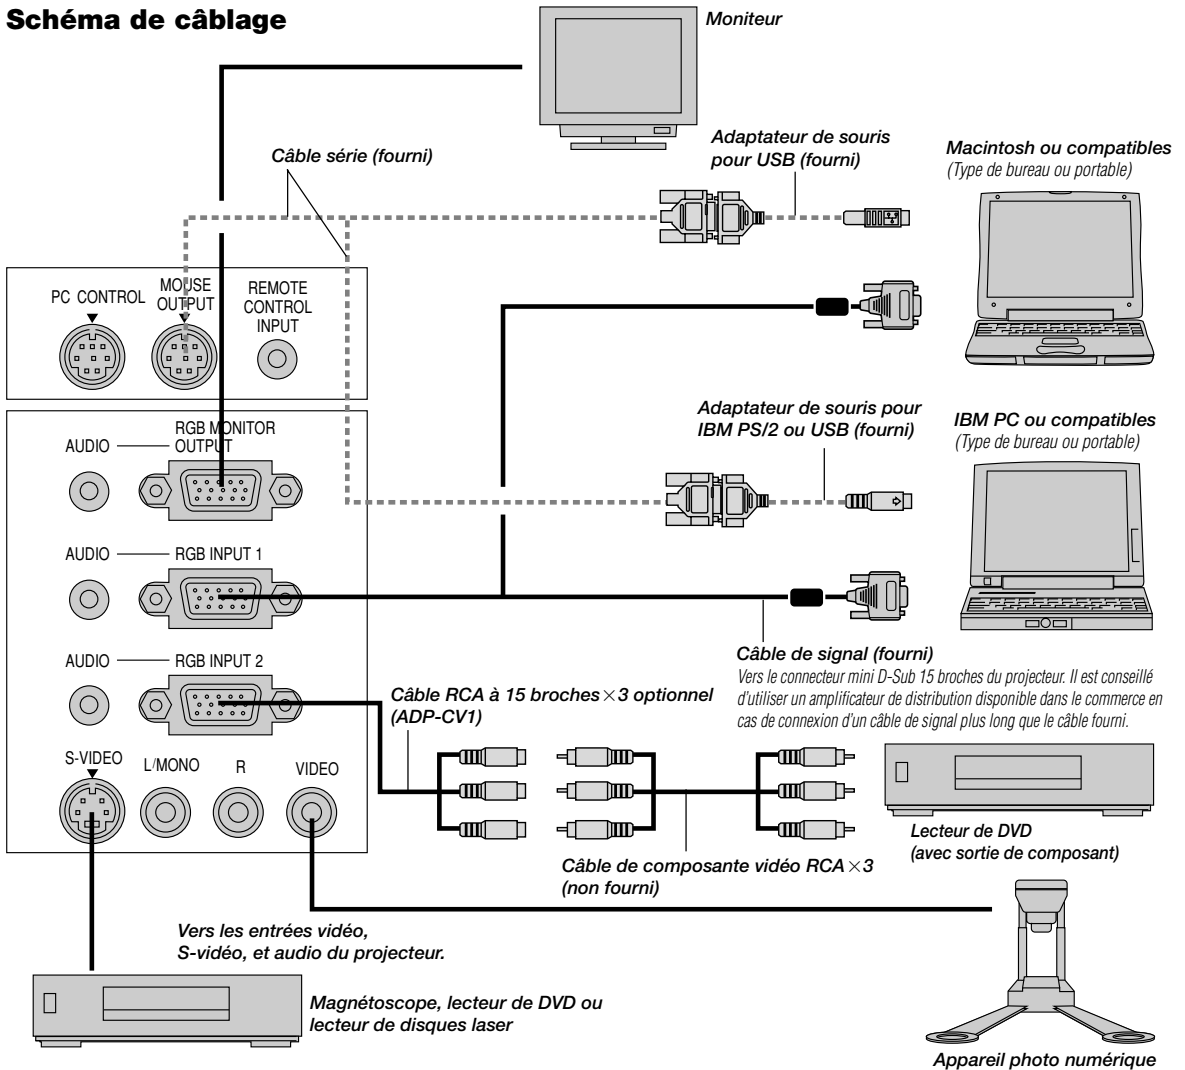 Schéma de câblage
Moniteur
Câble série (fourni)
Adaptateur de souris
pour USB (fourni)
Macintosh ou compatibles
(Type de bureau ou portable)
PC CONTROL
MOUSE
OUTPUT
REMOTE
CONTROL
INPUT
AUDIO
RGB MONITOR
OUTPUT
Adaptateur de souris pour
IBM PS/2 ou USB (fourni)
IBM PC ou compatibles
(Type de bureau ou portable)
AUDIO
RGB INPUT 1
Câble de signal (fourni)
Vers le connecteur mini D-Sub 15 broches du projecteur. Il est conseillé
d'utiliser un amplificateur de distribution disponible dans le commerce en
cas de connexion d'un câble de signal plus long que le câble fourni.
AUDIO
RGB INPUT 2
Câble RCA à 15 broches×3 optionnel
(ADP-CV1)
S-VIDEO
L/MONO
R
VIDEO
Lecteur de DVD
(avec sortie de composant)
Câble de composante vidéo RCA×3
(non fourni)
Vers les entrées vidéo,
S-vidéo, et audio du projecteur.
Magnétoscope, lecteur de DVD ou
lecteur de disques laser
Appareil photo numérique